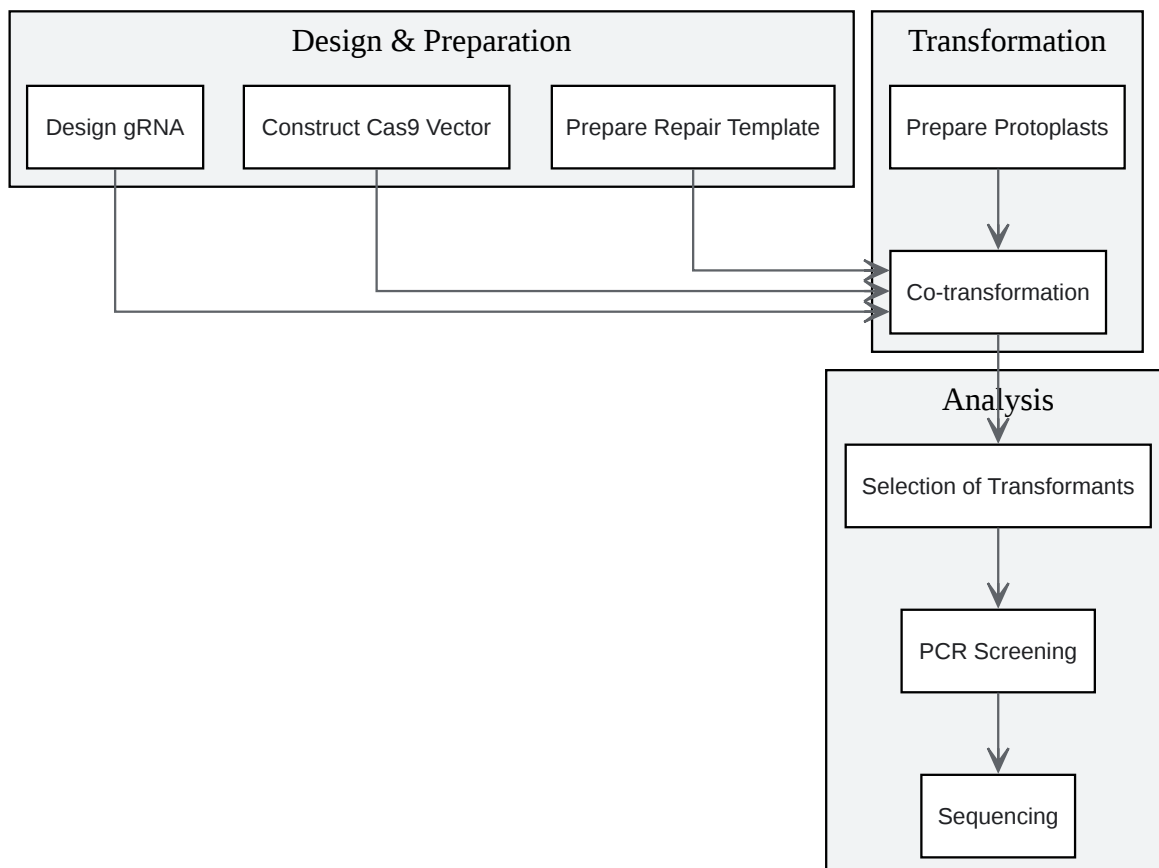 Design & Preparation
Design gRNA
Construct Cas9 Vector
Prepare Repair Template
Transformation
Prepare Protoplasts
Co-transformation
Analysis
Selection of Transformants
PCR Screening
Sequencing